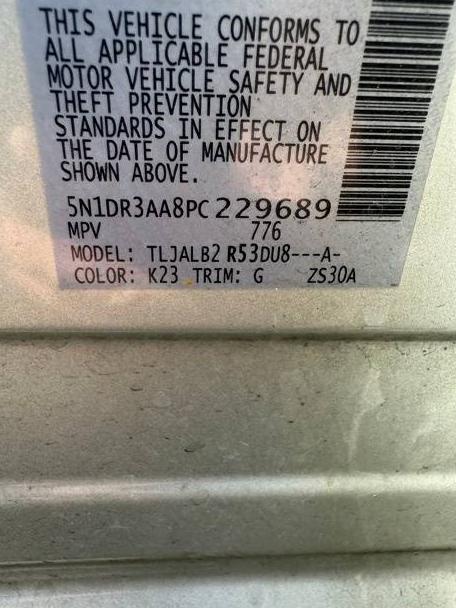 THIS VEHICLE CONFORMS TO
ALL APPLICABLE FEDERAL
MOTOR VEHICLE SAFETY AND
THEFT PREVENTION
STANDARDS IN EFFECT ON
THE DATE OF MANUFACTURE
SHOWN ABOVE.
5N1DR3AA8PC229689
MPV 776
MODEL: TLJALB2 R53DU8---A-
COLOR: K23 TRIM: G ZS30A